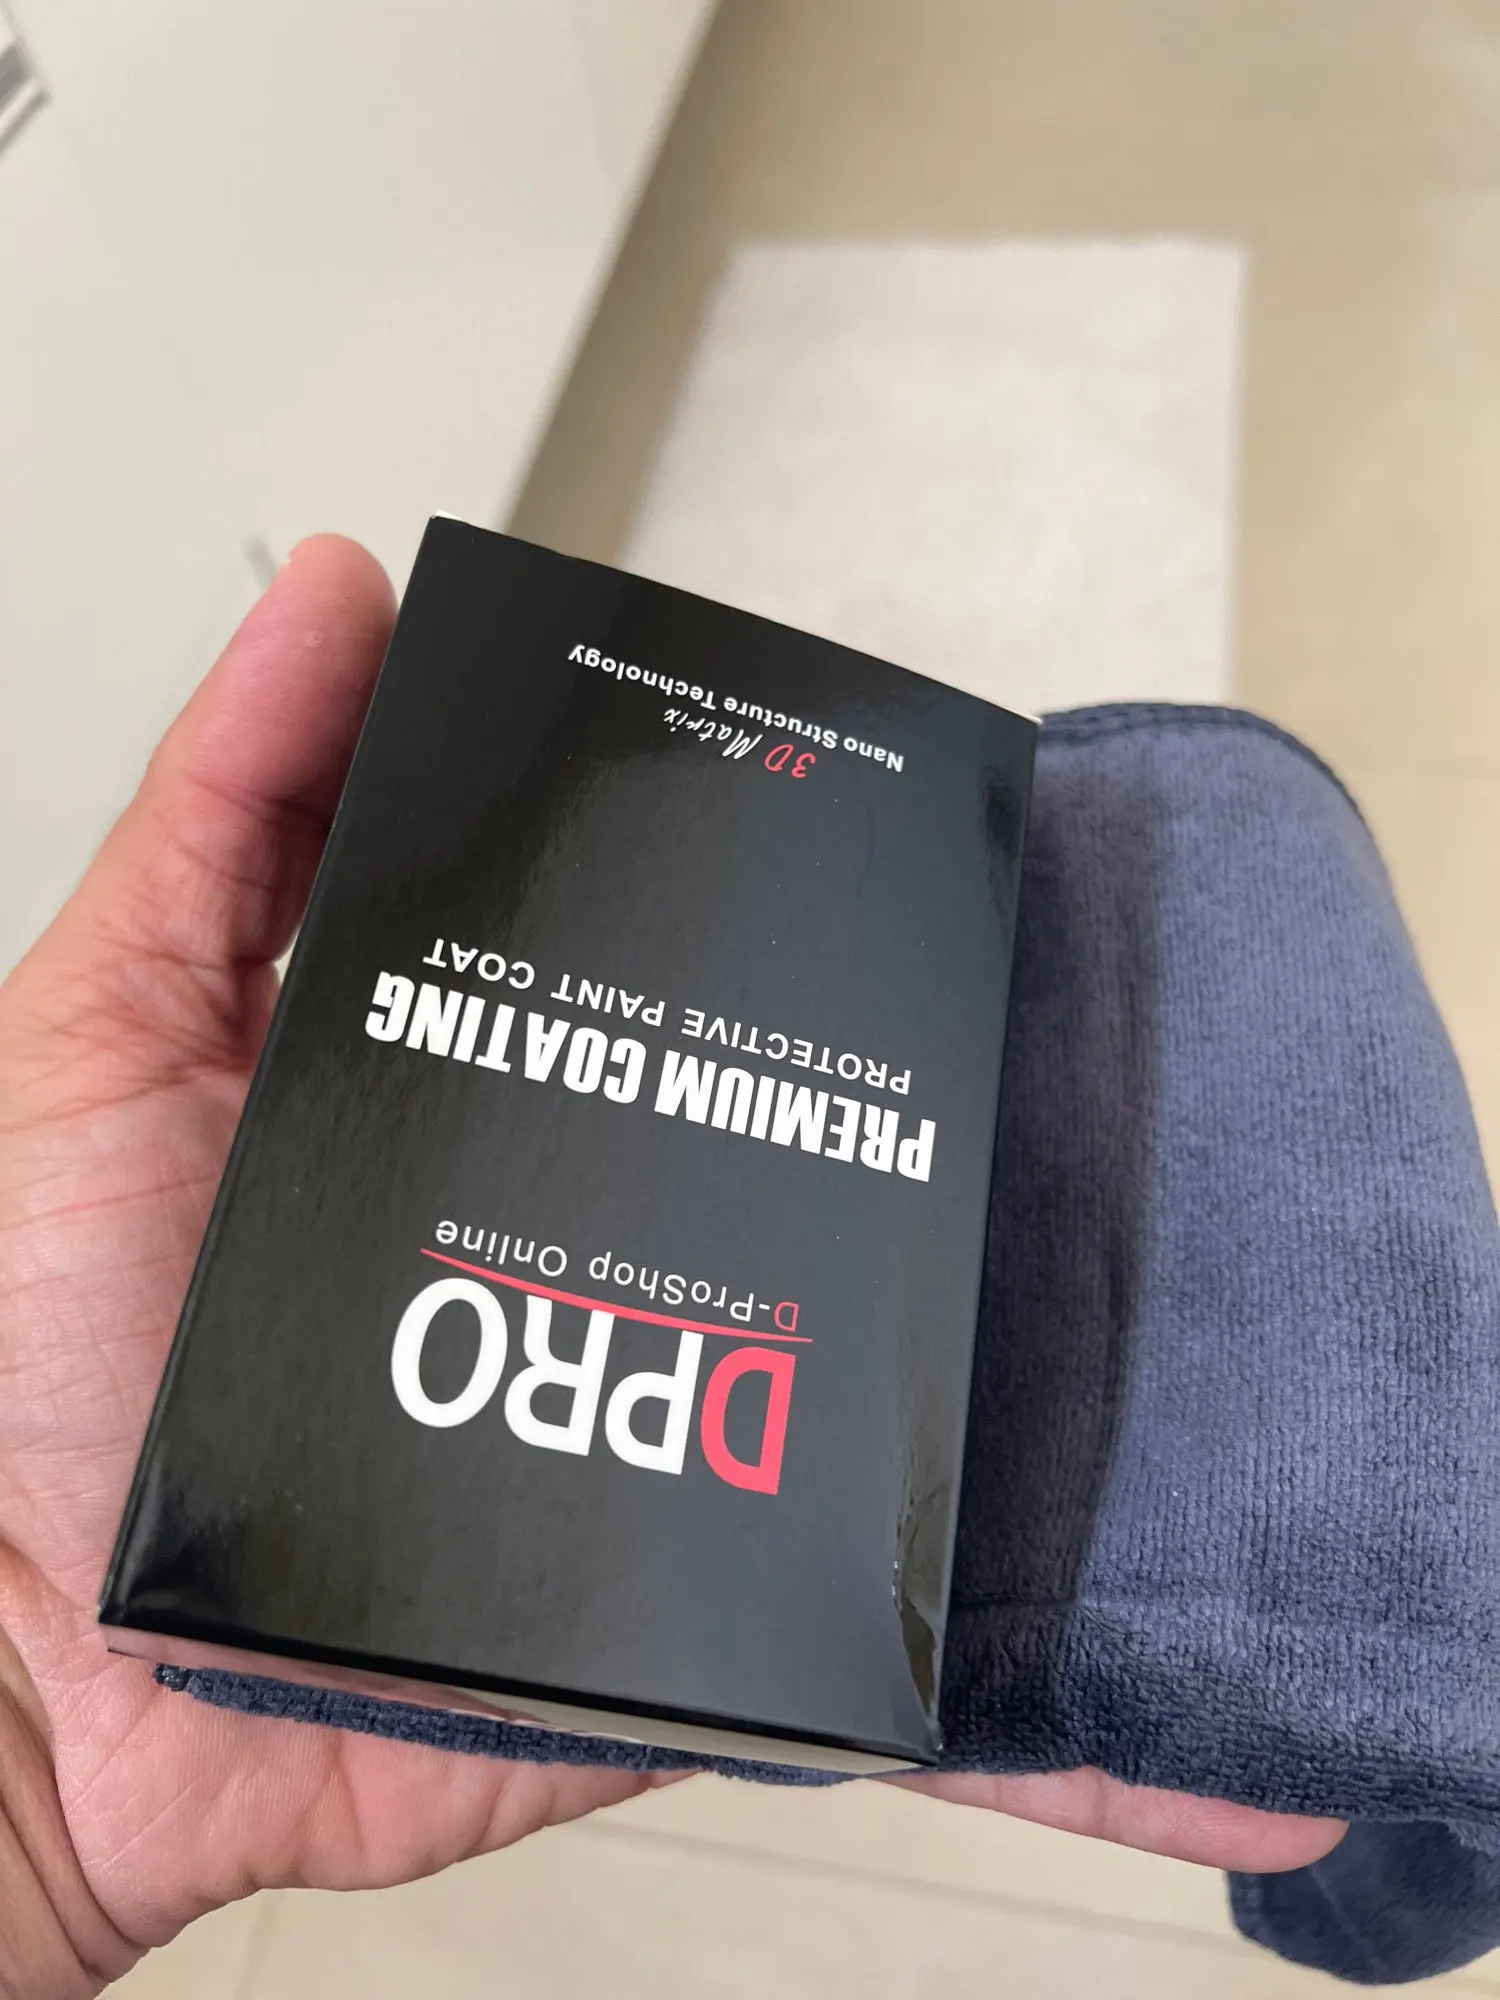 DPRO
D-ProShop Online
PREMIUM COATING
PROTECTIVE PAINT COAT
3D Matrix
Nano Structure Technology